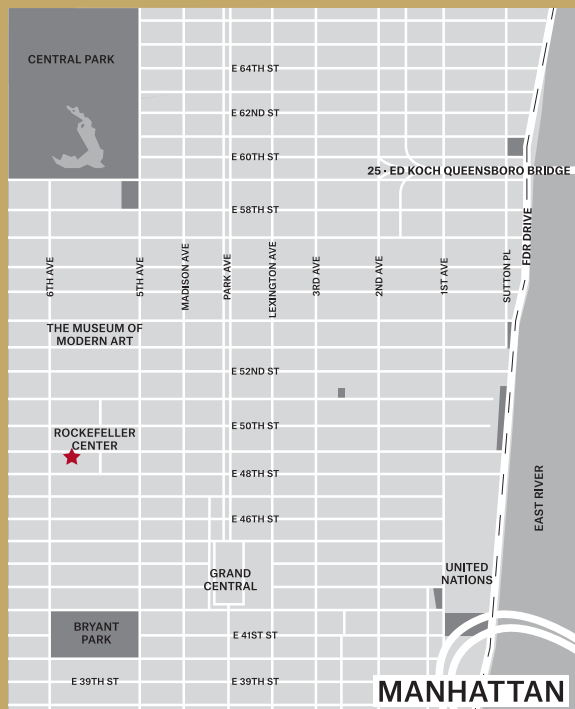 CENTRAL PARK
E 64TH ST
E 62ND ST
E 60TH ST
25 · ED KOCH QUEENSBORO BRIDGE
E 58TH ST
6TH AVE
5TH AVE
MADISON AVE
PARK AVE
LEXINGTON AVE
3RD AVE
2ND AVE
1ST AVE
SUTTON PL
FDR DRIVE
THE MUSEUM OF
MODERN ART
E 52ND ST
ROCKEFELLER
CENTER
E 50TH ST
E 48TH ST
EAST RIVER
E 46TH ST
GRAND
CENTRAL
UNITED
NATIONS
BRYANT
PARK
E 41ST ST
E 39TH ST
E 39TH ST
MANHATTAN